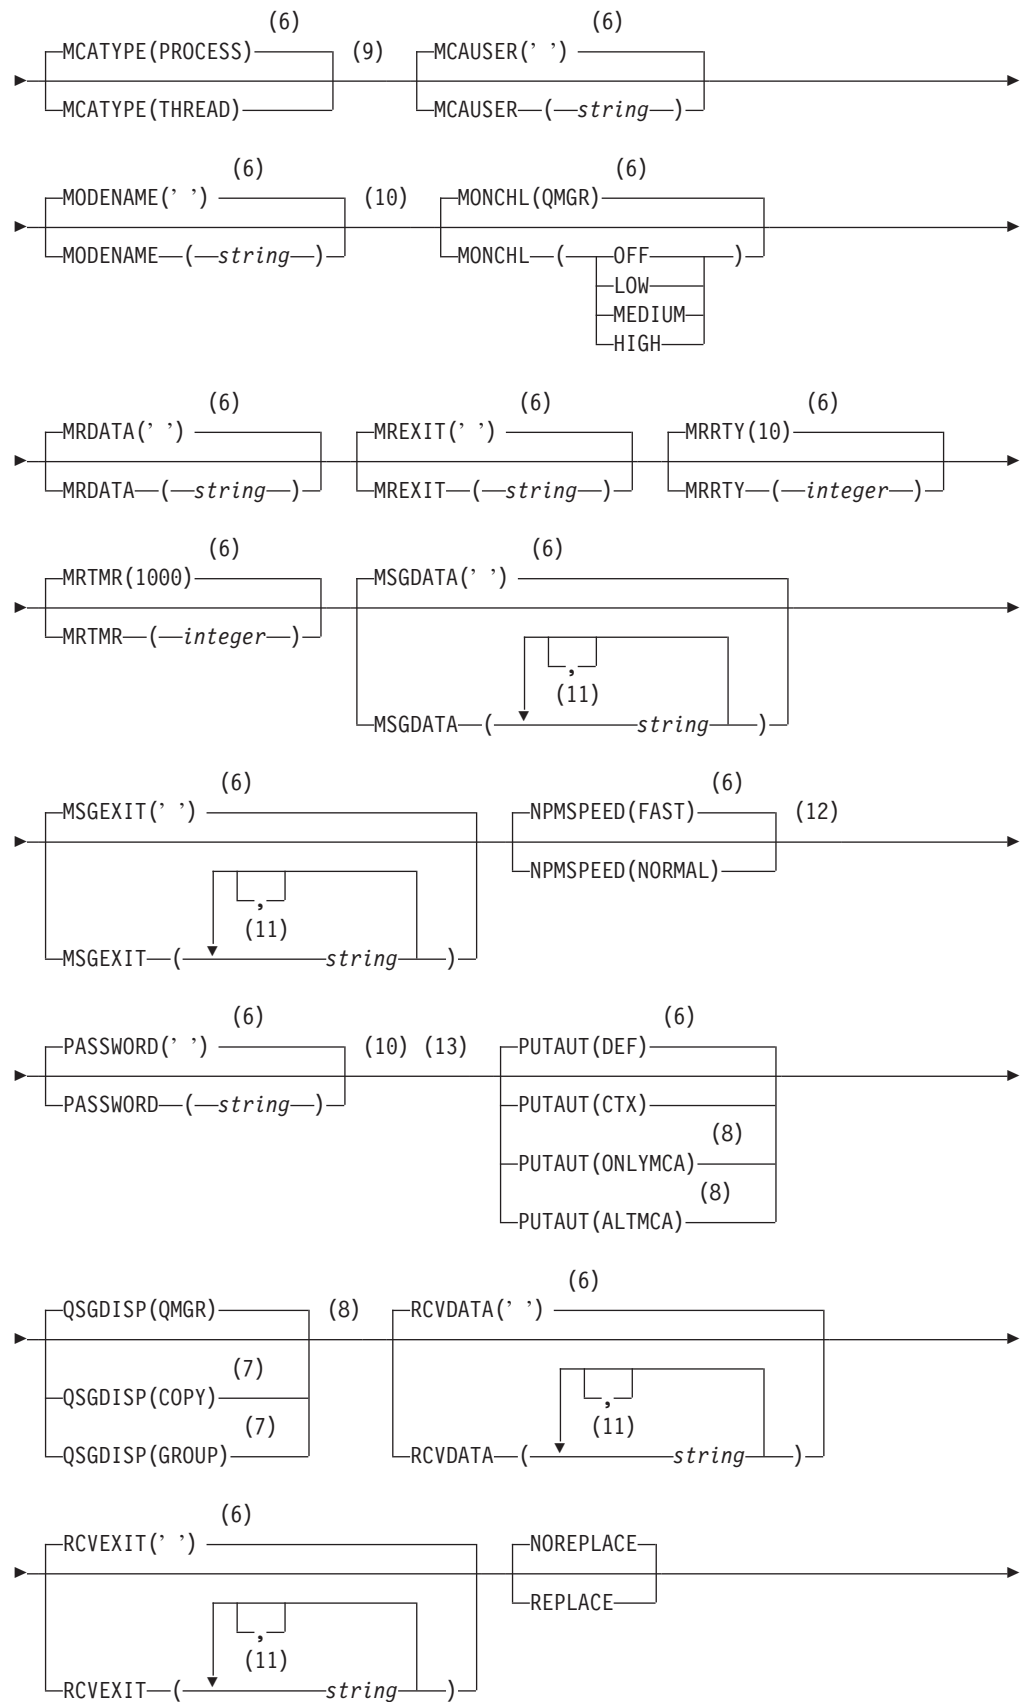 (6) (6)
MCATYPE(PROCESS) (9) MCAUSER(’ ’)
MCATYPE(THREAD) MCAUSER ( string )
(6) (6)
MODENAME(’ ’) (10) MONCHL(QMGR)
MODENAME ( string ) MONCHL ( OFF )
LOW
MEDIUM
HIGH
(6) (6) (6)
MRDATA(’ ’) MREXIT(’ ’) MRRTY(10)
MRDATA ( string ) MREXIT ( string ) MRRTY ( integer )
(6) (6)
MRTMR(1000) MSGDATA(’ ’)
MRTMR ( integer )
,
(11)
MSGDATA ( string )
(6) (6)
MSGEXIT(’ ’) NPMSPEED(FAST) (12)
NPMSPEED(NORMAL)
,
(11)
MSGEXIT ( string )
(6) (6)
PASSWORD(’ ’) (10) (13) PUTAUT(DEF)
PASSWORD ( string ) PUTAUT(CTX)
(8)
PUTAUT(ONLYMCA)
(8)
PUTAUT(ALTMCA)
(6)
QSGDISP(QMGR) (8) RCVDATA(’ ’)
(7)
QSGDISP(COPY) ,
(7) (11)
QSGDISP(GROUP) RCVDATA ( string )
(6)
RCVEXIT(’ ’) NOREPLACE
REPLACE
,
(11)
RCVEXIT ( string )